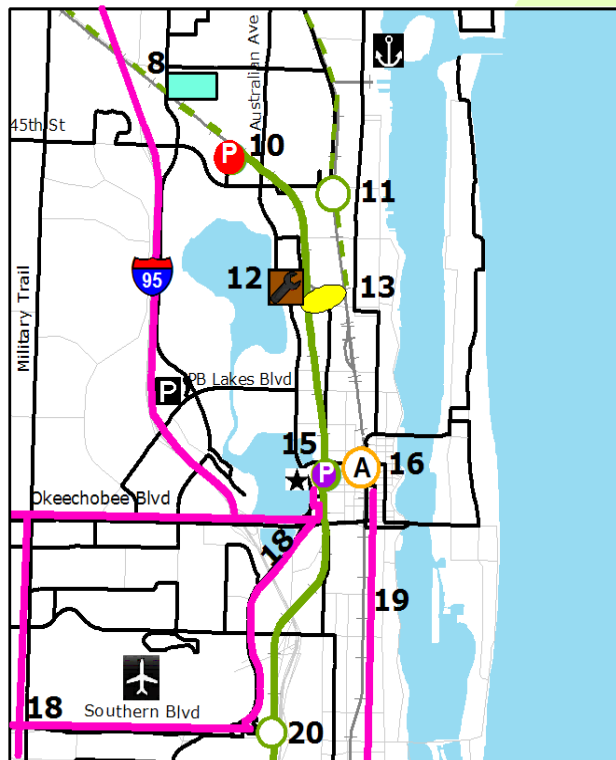 8
Australian Ave
45th St
P
10
11
12
13
Military Trail
95
P
PB Lakes Blvd
15
P
A
16
Okeechobee Blvd
18
19
18
Southern Blvd
20